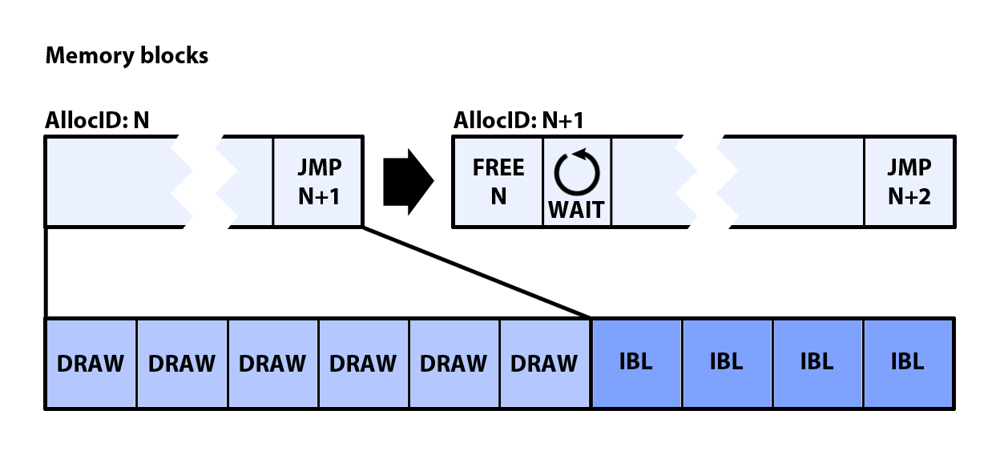 Memory blocks
AllocID: N
AllocID: N+1
JMP
N+1
FREE
N
WAIT
JMP
N+2
DRAW DRAW DRAW DRAW DRAW DRAW IBL IBL IBL IBL